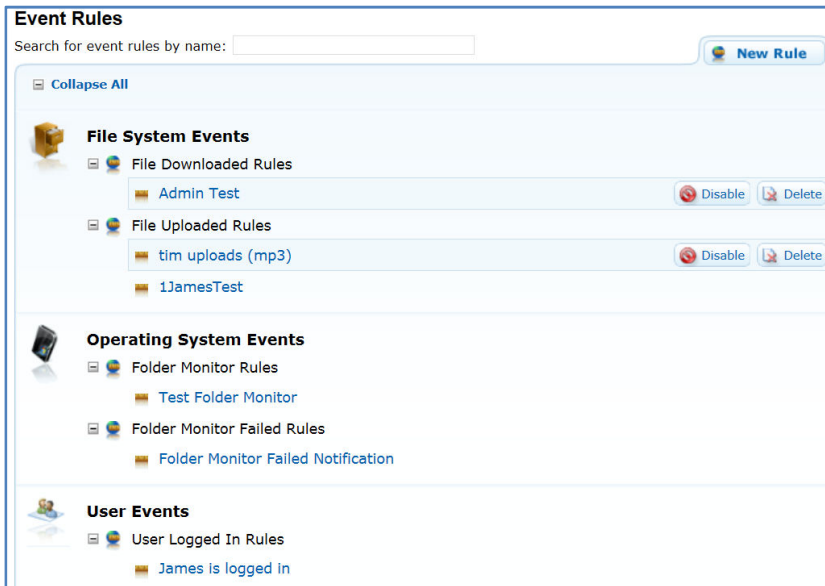 Event Rules
Search for event rules by name:
New Rule
Collapse All
File System Events
File Downloaded Rules
Admin Test Disable Delete
File Uploaded Rules
tim uploads (mp3) Disable Delete
1JamesTest
Operating System Events
Folder Monitor Rules
Test Folder Monitor
Folder Monitor Failed Rules
Folder Monitor Failed Notification
User Events
User Logged In Rules
James is logged in